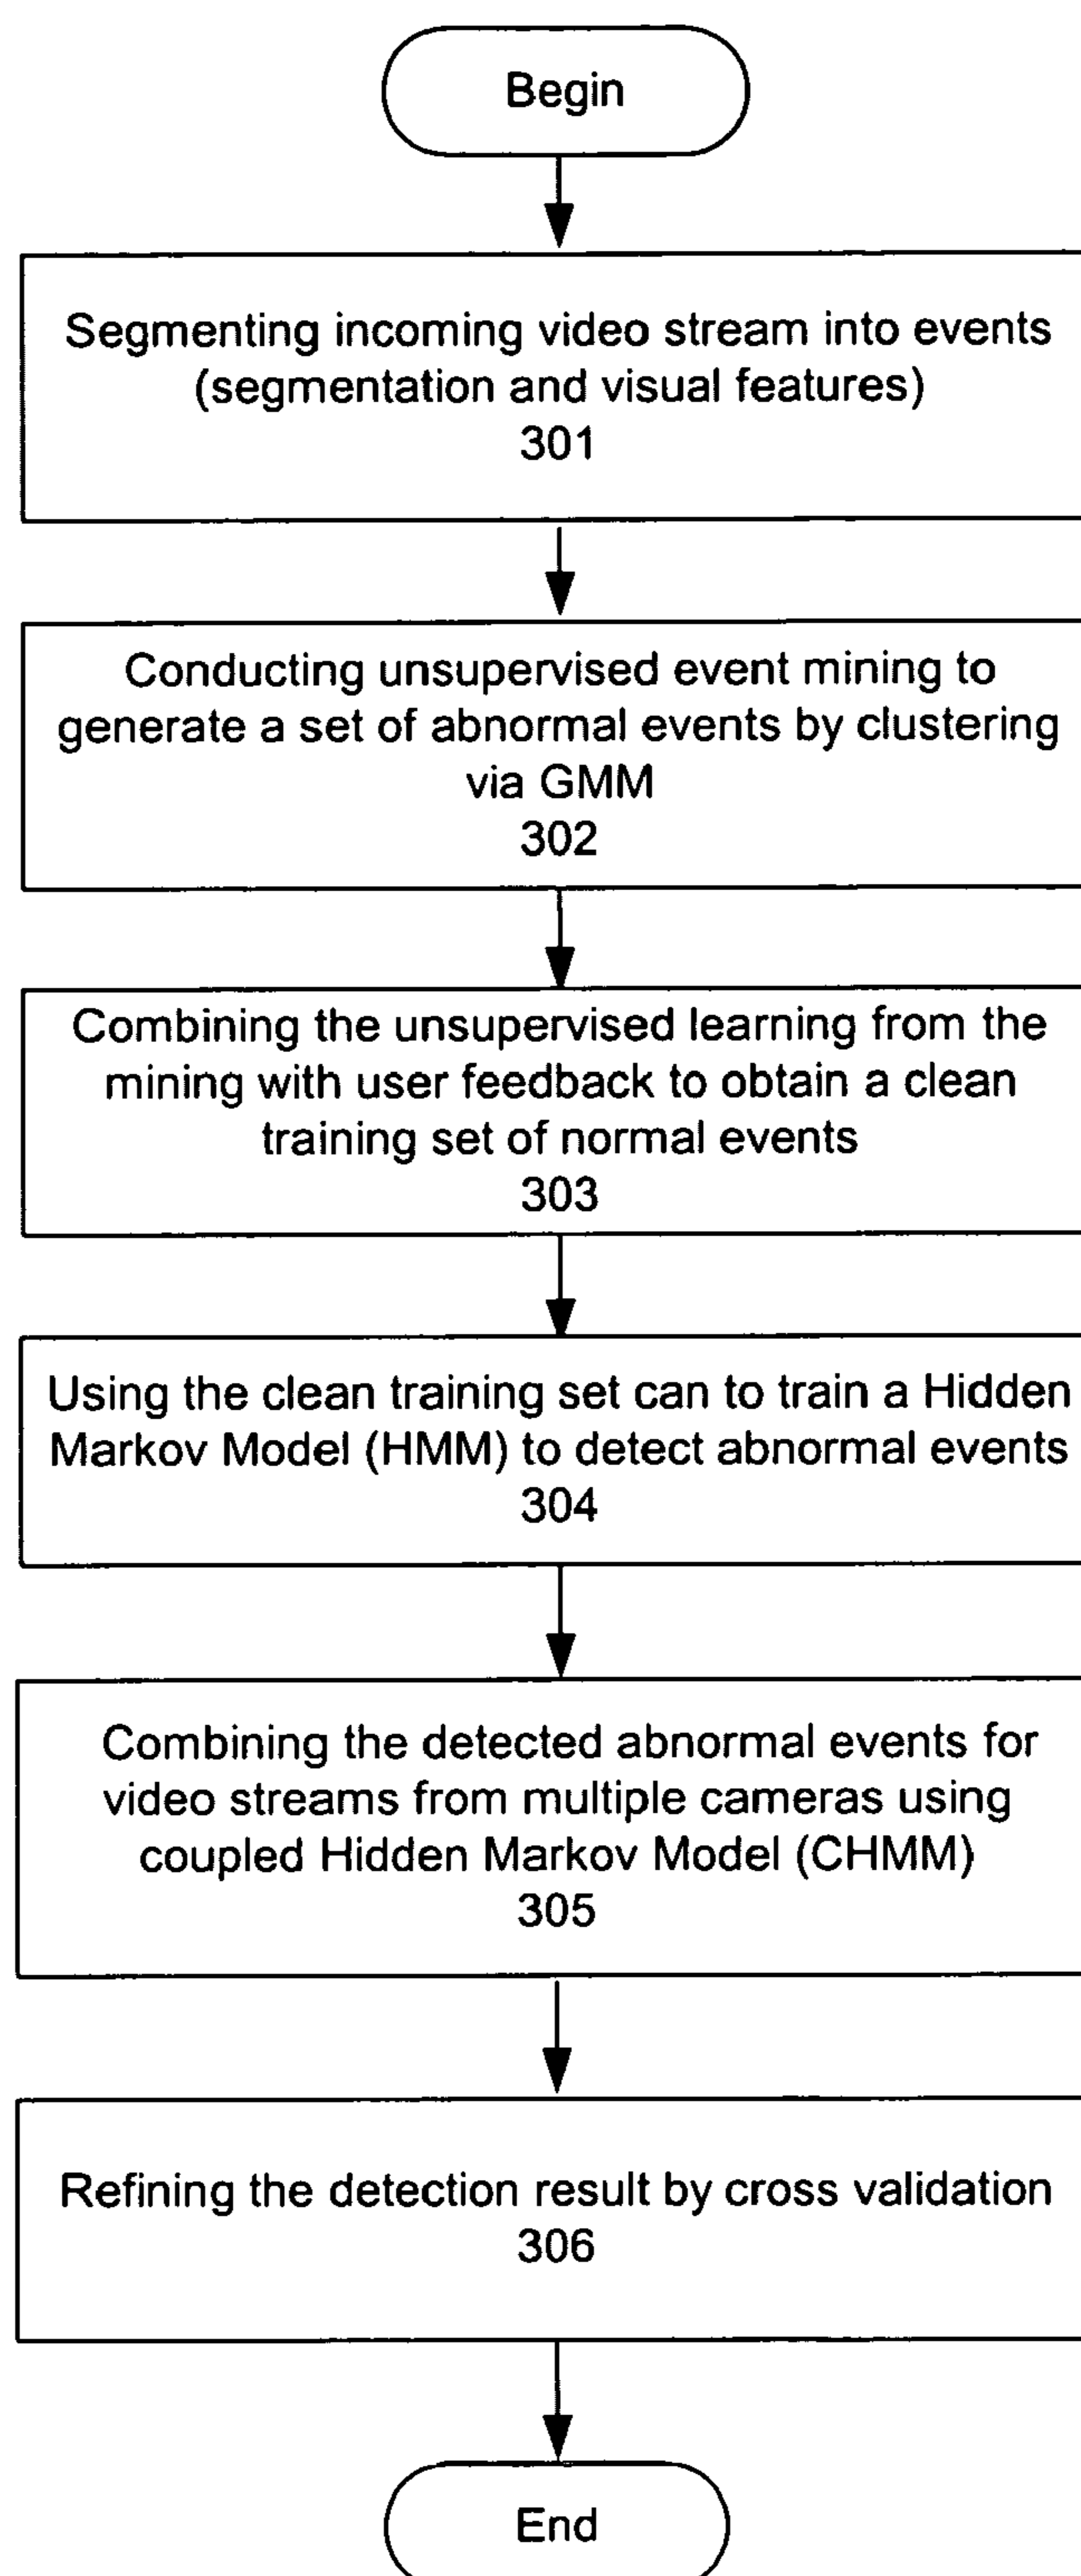 Begin
Segmenting incoming video stream into events
(segmentation and visual features)
301
Conducting unsupervised event mining to
generate a set of abnormal events by clustering
via GMM
302
Combining the unsupervised learning from the
mining with user feedback to obtain a clean
training set of normal events
303
Using the clean training set can to train a Hidden
Markov Model (HMM) to detect abnormal events
304
Combining the detected abnormal events for
video streams from multiple cameras using
coupled Hidden Markov Model (CHMM)
305
Refining the detection result by cross validation
306
End